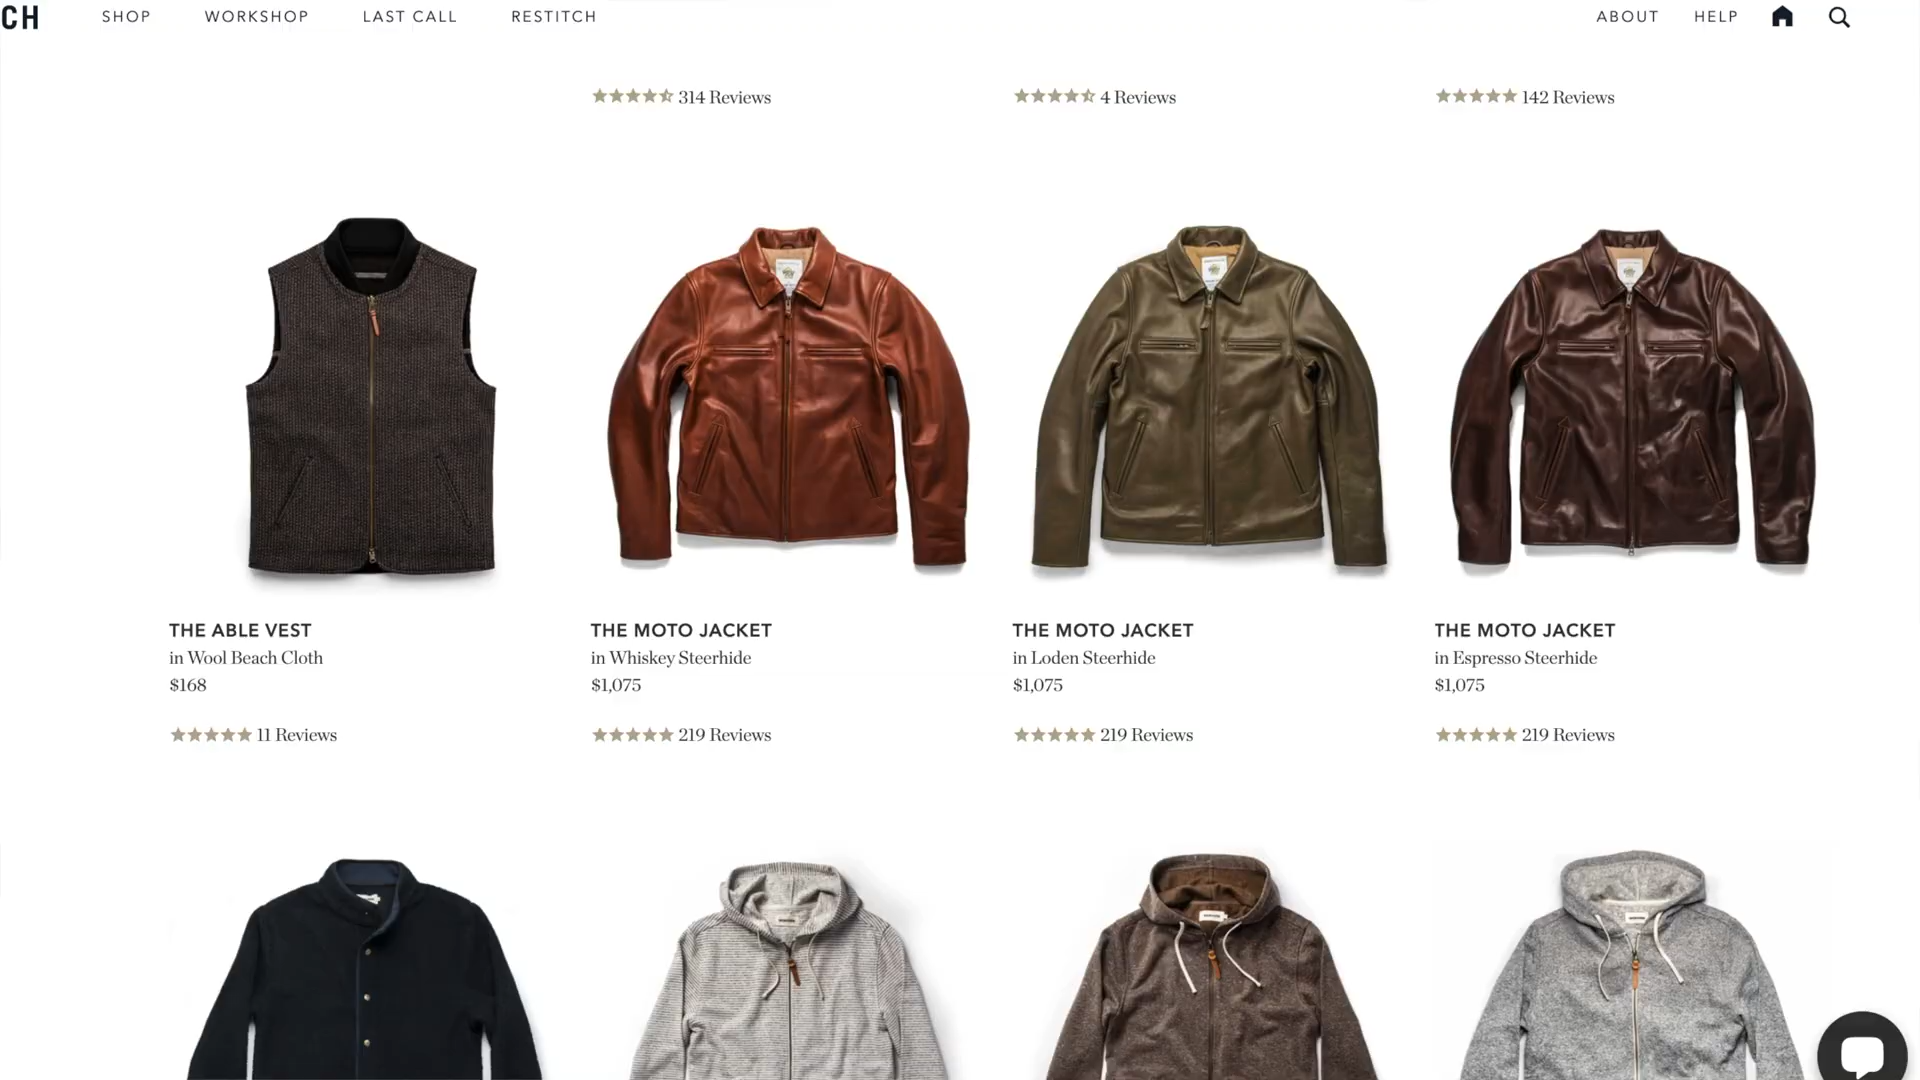 CH SHOP WORKSHOP LAST CALL RESTITCH ABOUT HELP
314 Reviews 4 Reviews 142 Reviews
THE ABLE VEST
in Wool Beach Cloth
$168
11 Reviews
THE MOTO JACKET
in Whiskey Steerhide
$1,075
219 Reviews
THE MOTO JACKET
in Loden Steerhide
$1,075
219 Reviews
THE MOTO JACKET
in Espresso Steerhide
$1,075
219 Reviews